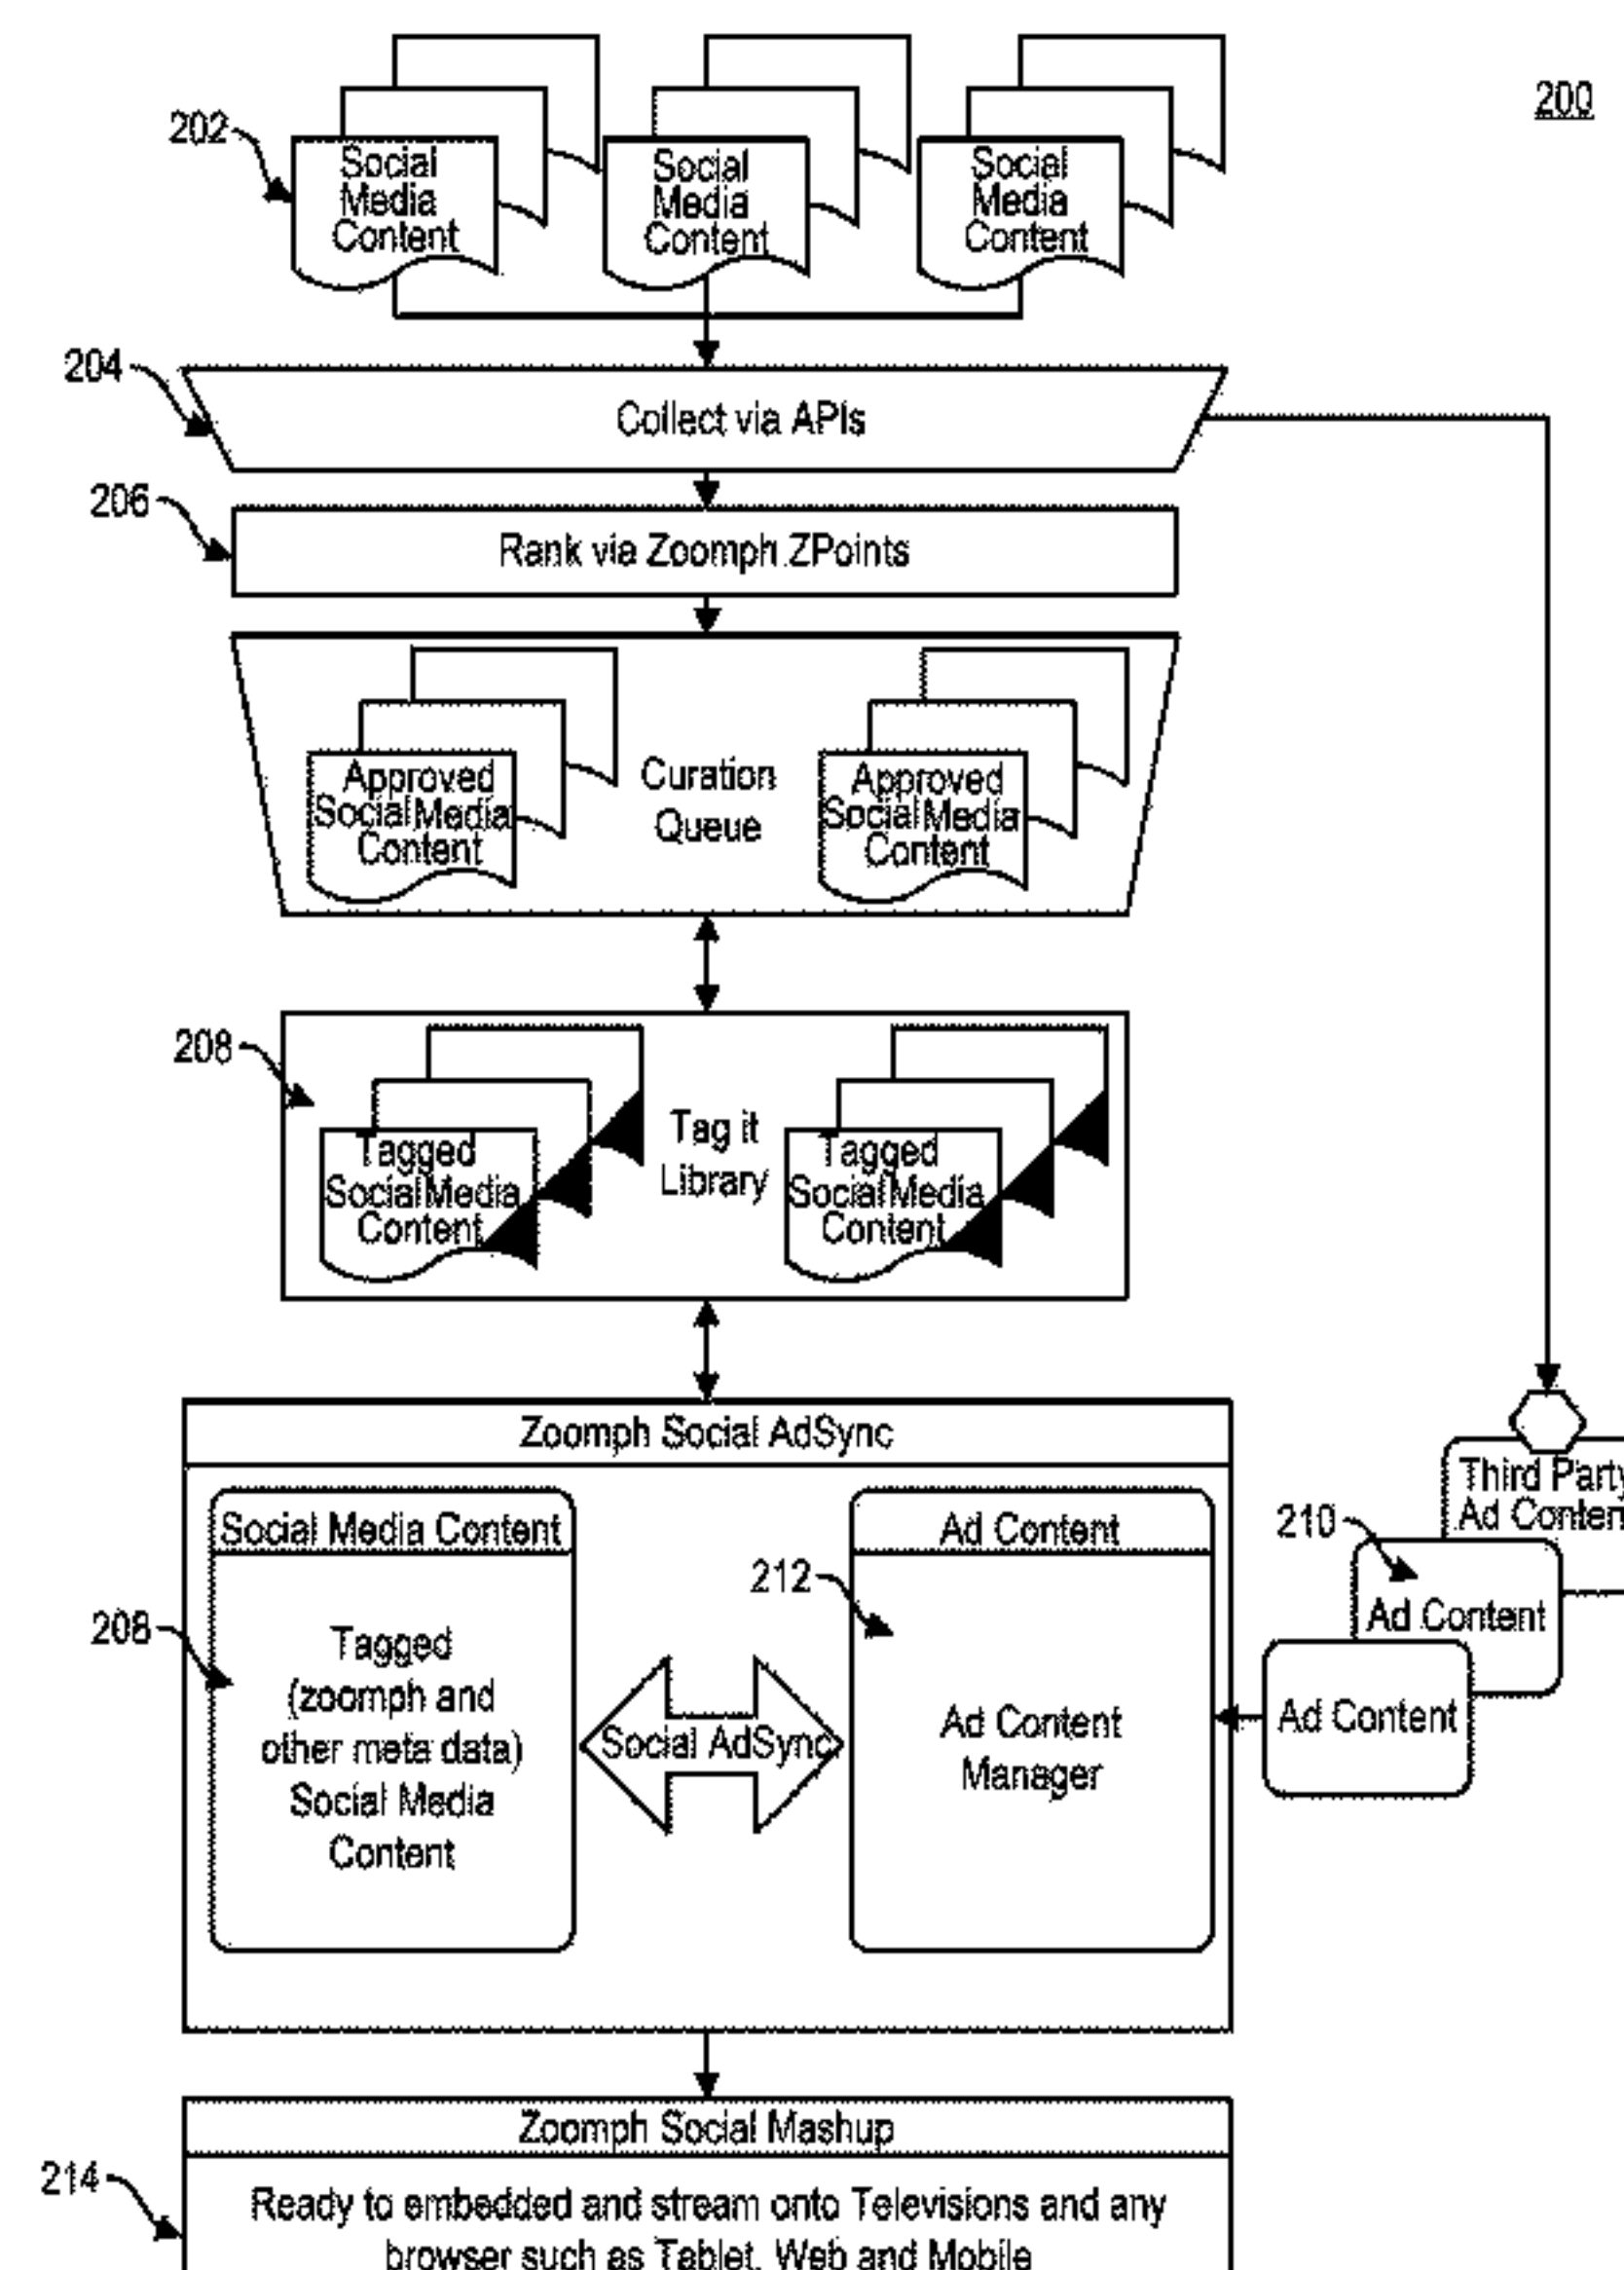 200
202
Social
Media
Content
Social
Media
Content
Social
Media
Content
204
Collect via APIs
206
Rank via Zoomph ZPoints
Approved
Social Media
Content
Curation
Queue
Approved
Social Media
Content
208
Tagged
Social Media
Content
Tag it
Library
Tagged
Social Media
Content
Zoomph Social AdSync
Social Media Content
208
Tagged
(zoomph and
other meta data)
Social Media
Content
Social AdSync
Ad Content
212
Ad Content
Manager
Third Party
Ad Content
210
Ad Content
Ad Content
Zoomph Social Mashup
214
Ready to embedded and stream onto Televisions and any
browser such as Tablet, Web and Mobile